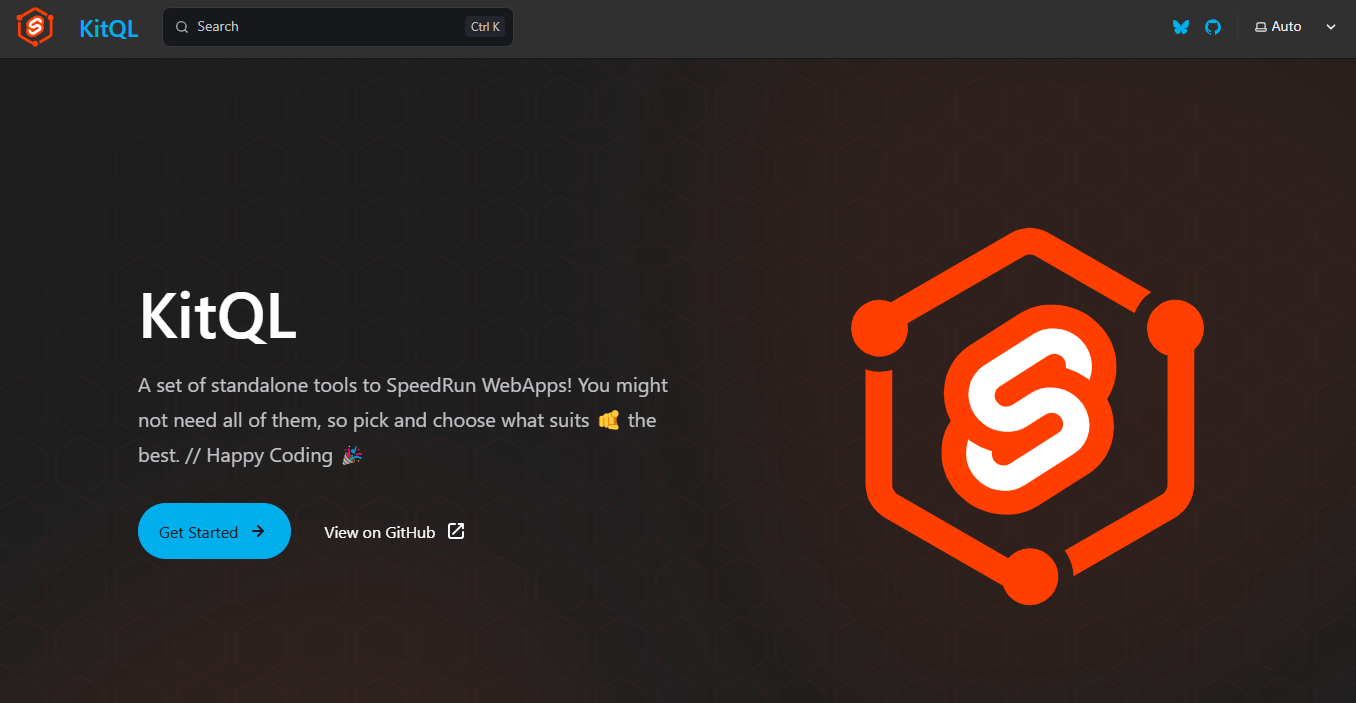 KitQL
Search
Ctrl K
Auto
KitQL
A set of standalone tools to SpeedRun WebApps! You might
not need all of them, so pick and choose what suits 🫵 the
best. // Happy Coding 🎉
Get Started
View on GitHub